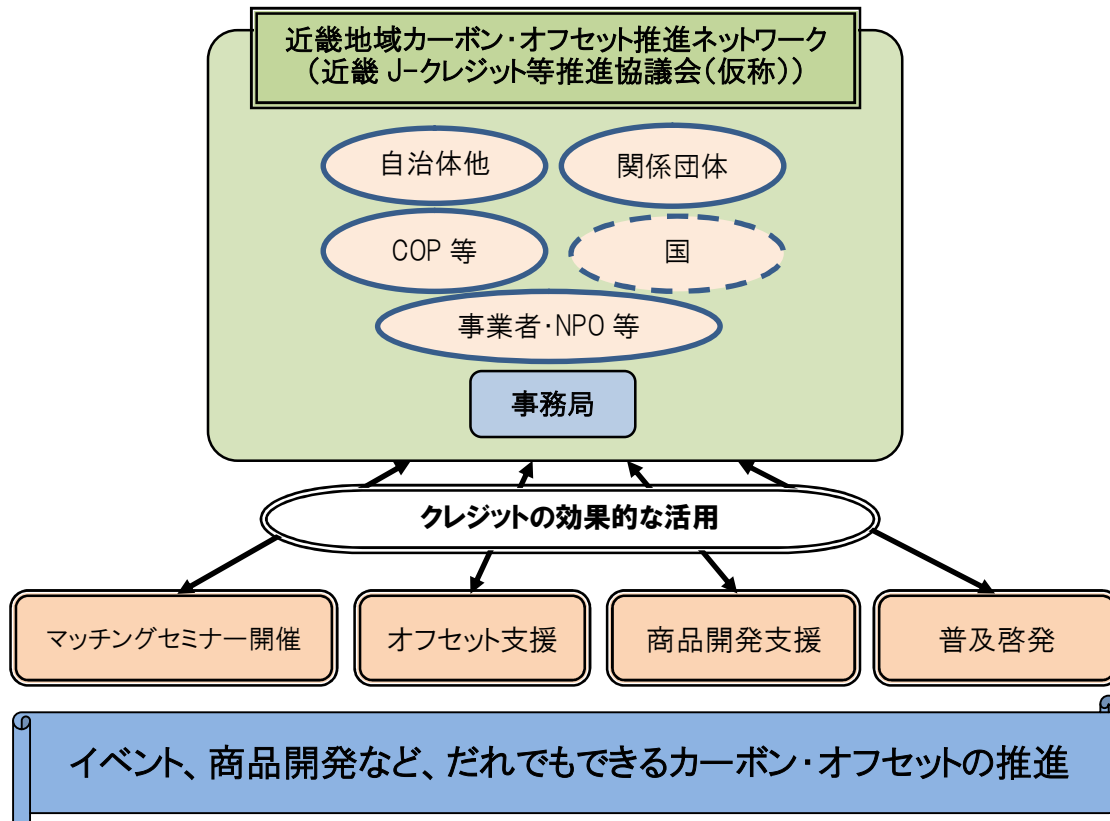 近畿地域カーボン・オフセット推進ネットワーク
（近畿 J-クレジット等推進協議会（仮称））
自治体他
関係団体
COP 等
国
事業者・NPO 等
事務局
クレジットの効果的な活用
マッチングセミナー開催
オフセット支援
商品開発支援
普及啓発
イベント、商品開発など、だれでもできるカーボン・オフセットの推進